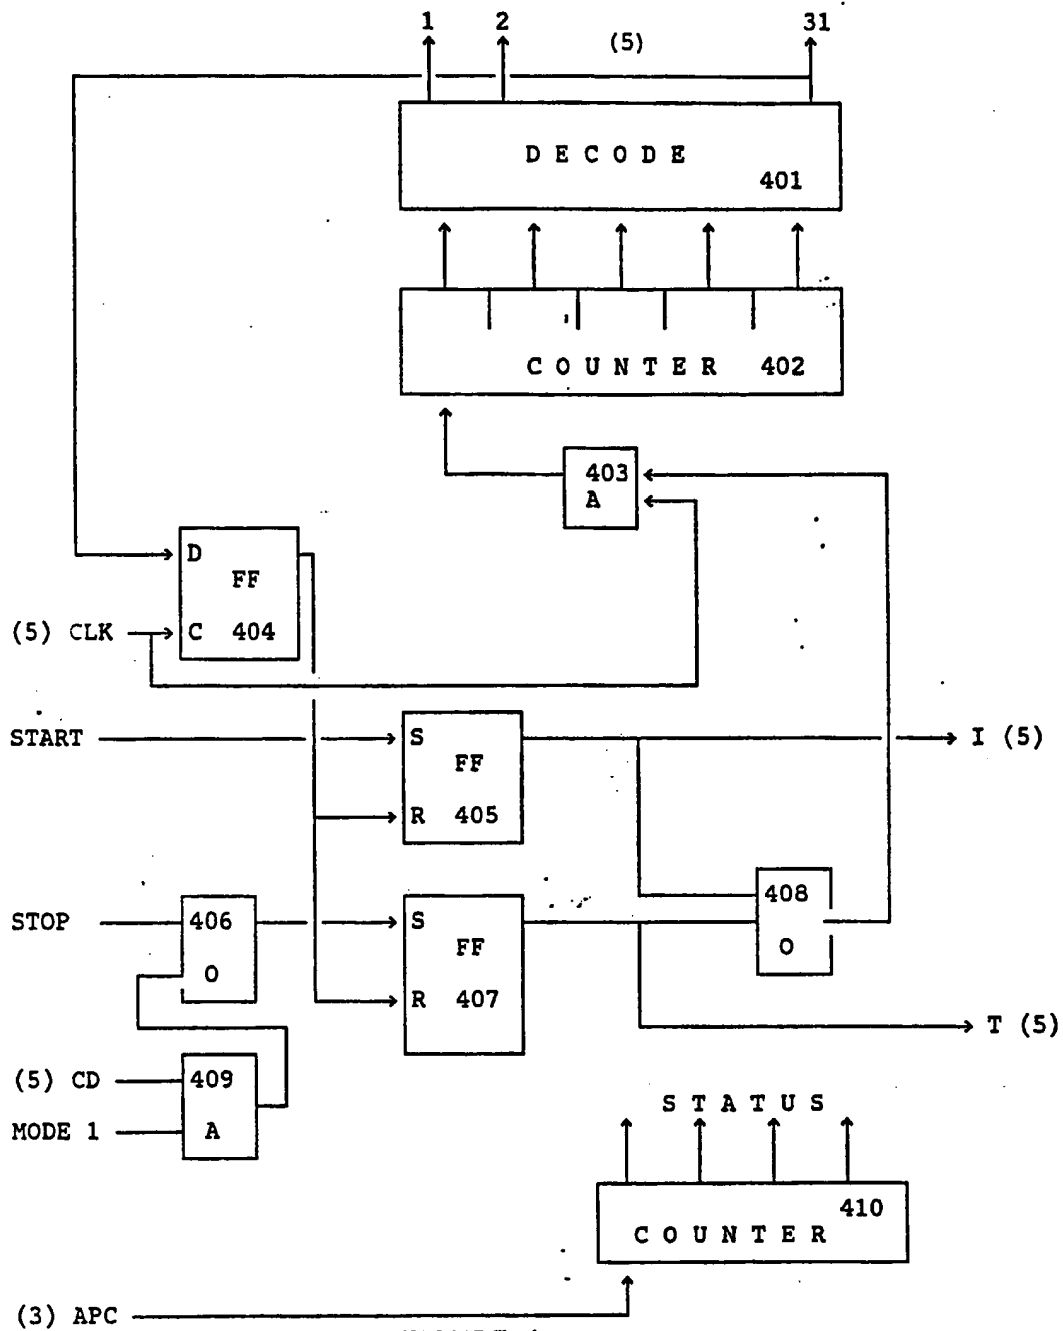 1 2 (5) 31
D E C O D E
401
C O U N T E R 402
403
A
D
FF
(5) CLK C 404
START S I (5)
FF
R 405
408
STOP 406 S
FF
O O
R 407
T (5)
(5) CD 409
S T A T U S
MODE 1 A
410
C O U N T E R
(3) APC